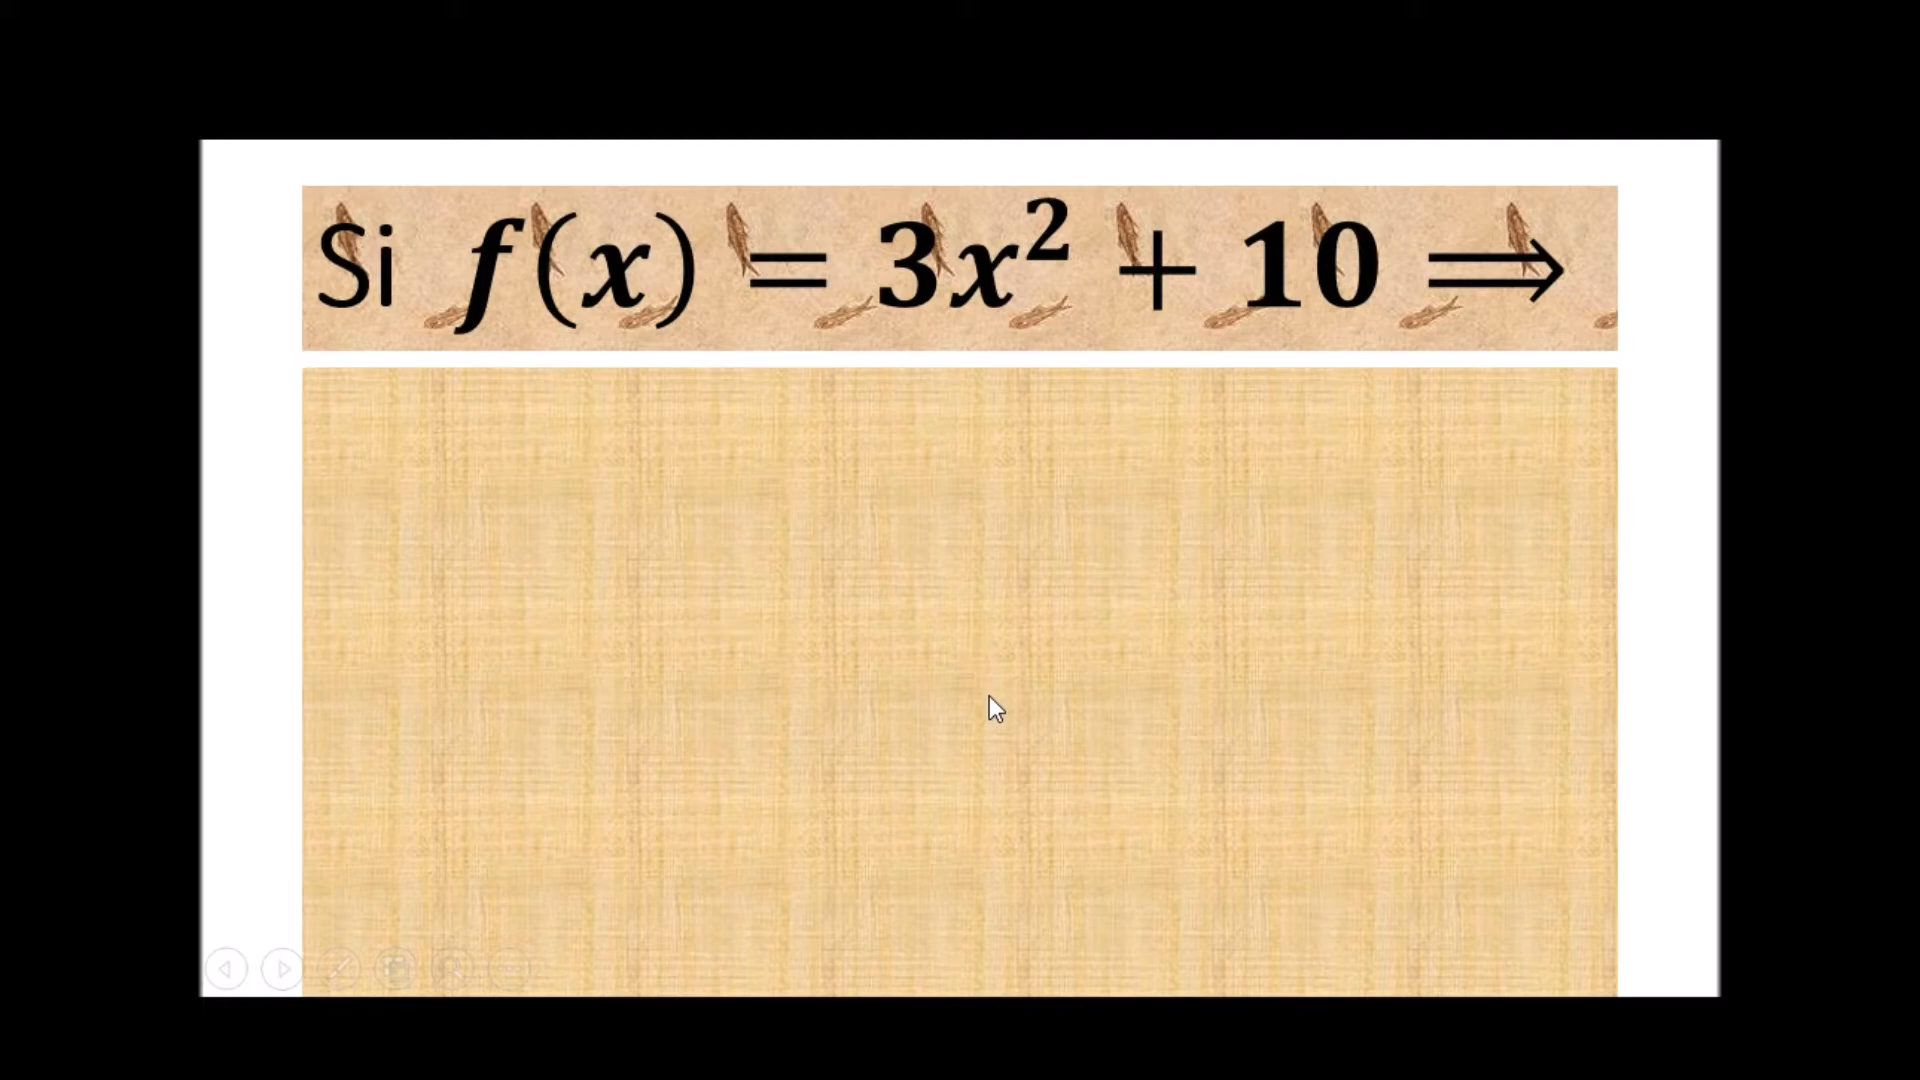 Si f(x) = 3x² + 10 ⟹